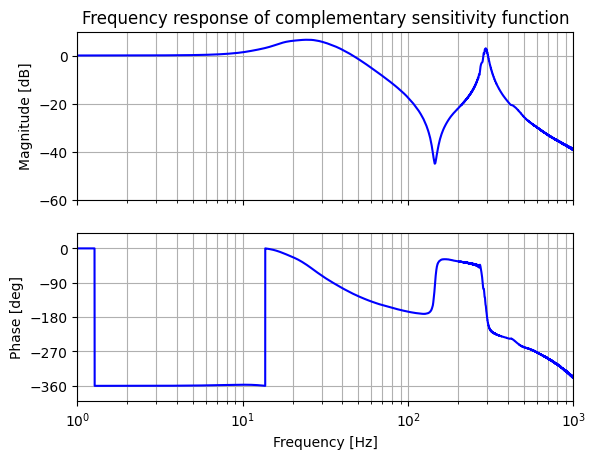 Frequency response of complementary sensitivity function
0
−20
−40
−60
Magnitude [dB]
0
−90
−180
−270
−360
Phase [deg]
10⁰ 10¹ 10² 10³
Frequency [Hz]